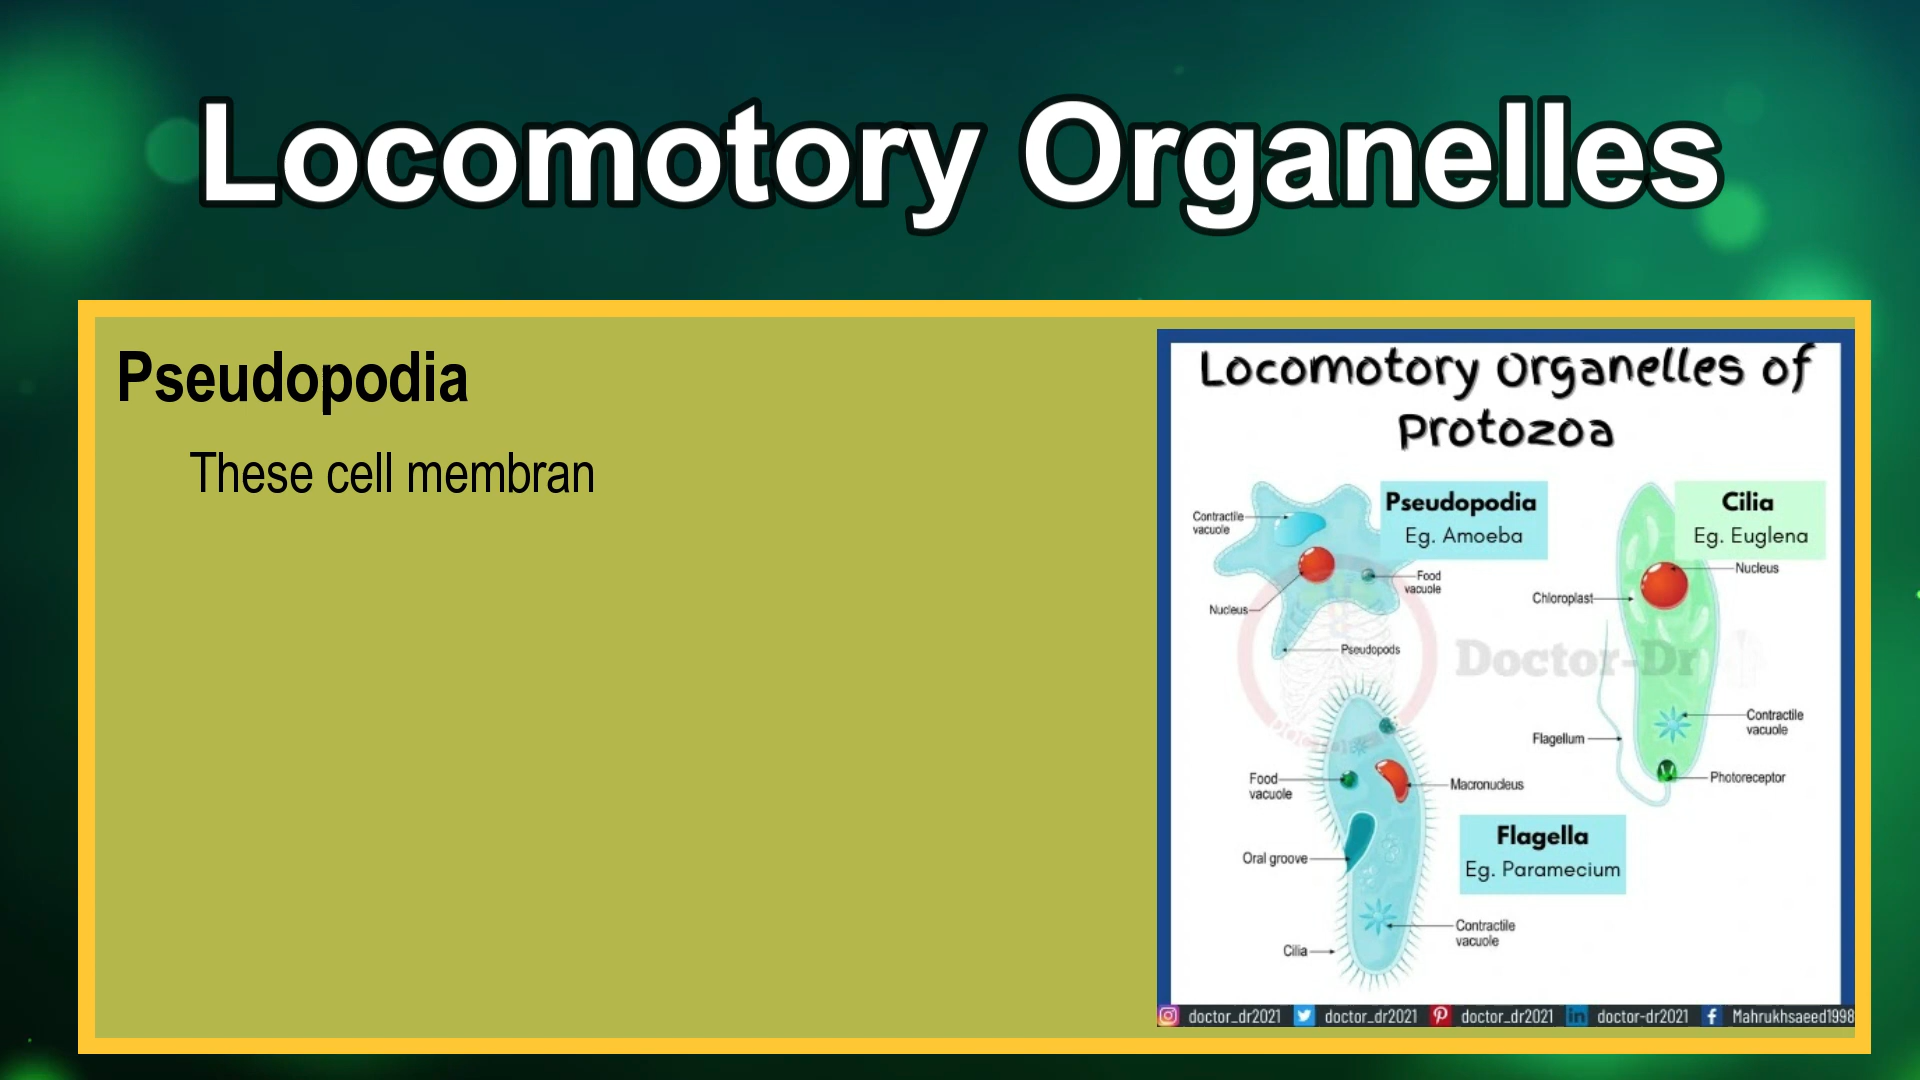 Locomotory Organelles
Pseudopodia
These cell membran
Locomotory Organelles of
Protozoa
Pseudopodia
Eg. Amoeba
Contractile
vacuole
Food
vacuole
Nucleus
Pseudopods
Cilia
Eg. Euglena
Nucleus
Chloroplast
Doctor-Dr
Contractile
vacuole
Flagellum
Photoreceptor
Food
vacuole
Macronucleus
Flagella
Eg. Paramecium
Oral groove
Contractile
vacuole
Cilia
doctor_dr2021 doctor_dr2021 doctor_dr2021 doctor-dr2021 Mahrukhsaeed1998